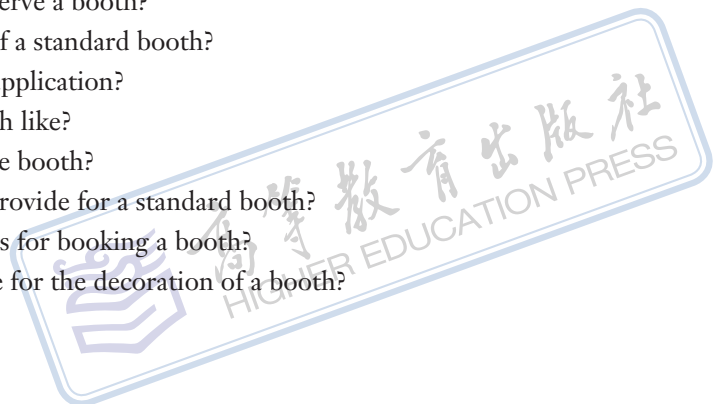 erve a booth?
f a standard booth?
pplication?
h like?
e booth?
rovide for a standard booth?
s for booking a booth?
e for the decoration of a booth?
高等教育出版社
HIGHER EDUCATION PRESS